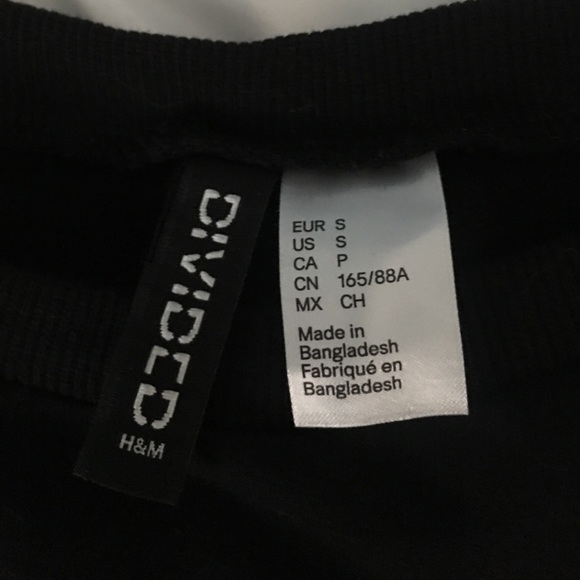 DIVIDED
H&M
EUR S
US S
CA P
CN 165/88A
MX CH
Made in
Bangladesh
Fabriqué en
Bangladesh